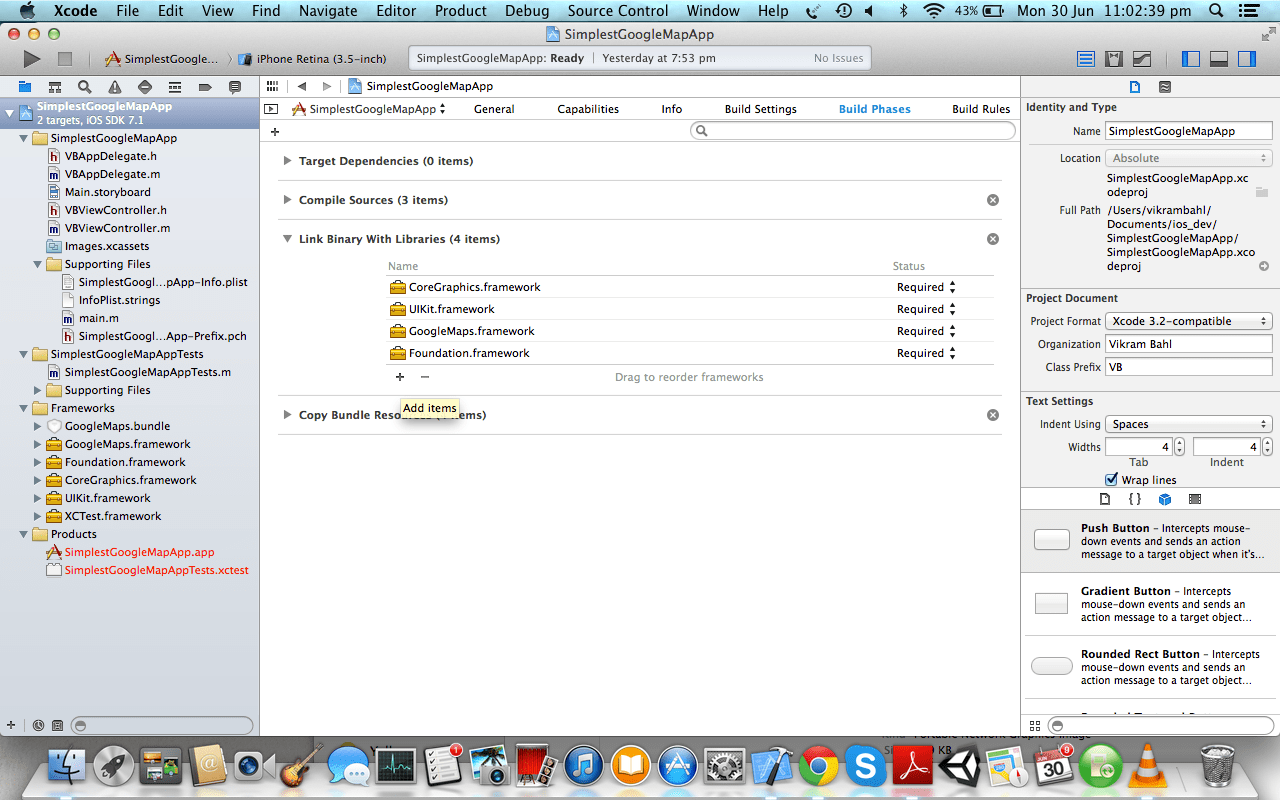 Xcode File Edit View Find Navigate Editor Product Debug Source Control Window Help 43% Mon 30 Jun 11:02:39 pm
SimplestGoogleMapApp
SimplestGoogle... iPhone Retina (3.5-inch)
SimplestGoogleMapApp: Ready Yesterday at 7:53 pm No Issues
SimplestGoogleMapApp
2 targets, iOS SDK 7.1
SimplestGoogleMapApp
VBAppDelegate.h
VBAppDelegate.m
Main.storyboard
VBViewController.h
VBViewController.m
Images.xcassets
Supporting Files
SimplestGoogl...pApp-Info.plist
InfoPlist.strings
main.m
SimplestGoogl...App-Prefix.pch
SimplestGoogleMapAppTests
SimplestGoogleMapAppTests.m
Supporting Files
Frameworks
GoogleMaps.bundle
GoogleMaps.framework
Foundation.framework
CoreGraphics.framework
UIKit.framework
XCTest.framework
Products
SimplestGoogleMapApp.app
SimplestGoogleMapAppTests.xctest
SimplestGoogleMapApp
SimplestGoogleMapApp General Capabilities Info Build Settings Build Phases Build Rules
Target Dependencies (0 items)
Compile Sources (3 items)
Link Binary With Libraries (4 items)
Name Status
CoreGraphics.framework Required
UIKit.framework Required
GoogleMaps.framework Required
Foundation.framework Required
+ − Drag to reorder frameworks
Add items
Copy Bundle items)
Identity and Type
Name SimplestGoogleMapApp
Location Absolute
SimplestGoogleMapApp.xc
odeproj
Full Path /Users/vikrambahl/
Documents/ios_dev/
SimplestGoogleMapApp/
SimplestGoogleMapApp.xco
deproj
Project Document
Project Format Xcode 3.2-compatible
Organization Vikram Bahl
Class Prefix VB
Text Settings
Indent Using Spaces
Widths 4 4
Tab Indent
Wrap lines
{ }
Push Button - Intercepts mouse-
down events and sends an action
message to a target object when it's...
Gradient Button - Intercepts
mouse-down events and sends an
action message to a target object...
Rounded Rect Button - Intercepts
mouse-down events and sends an
action message to a target object...
KB
1
JUN
30
9